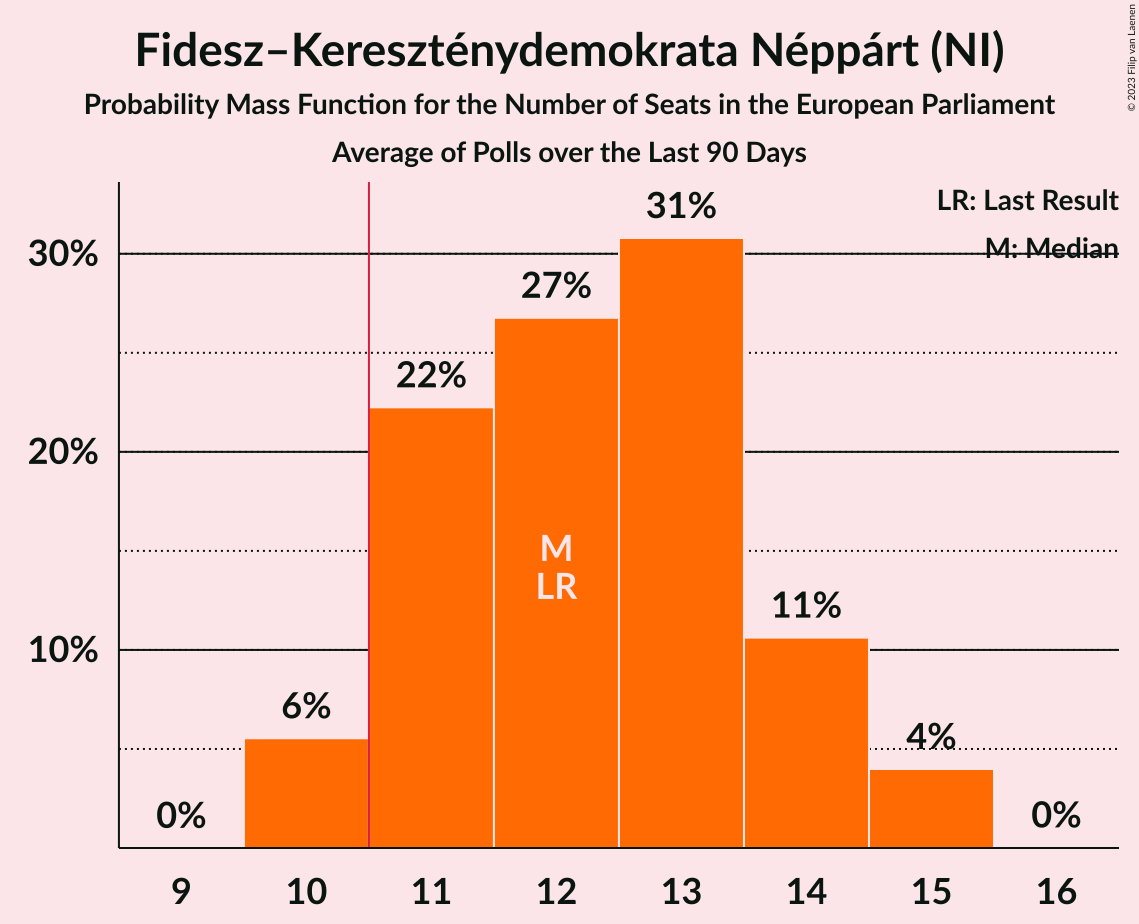 Fidesz–Kereszténydemokrata Néppárt (NI)
Probability Mass Function for the Number of Seats in the European Parliament
Average of Polls over the Last 90 Days
© 2023 Filip van Laenen
LR: Last Result
M: Median
30%
20%
10%
0%
6%
22%
27%
31%
11%
4%
0%
M
LR
9
10
11
12
13
14
15
16